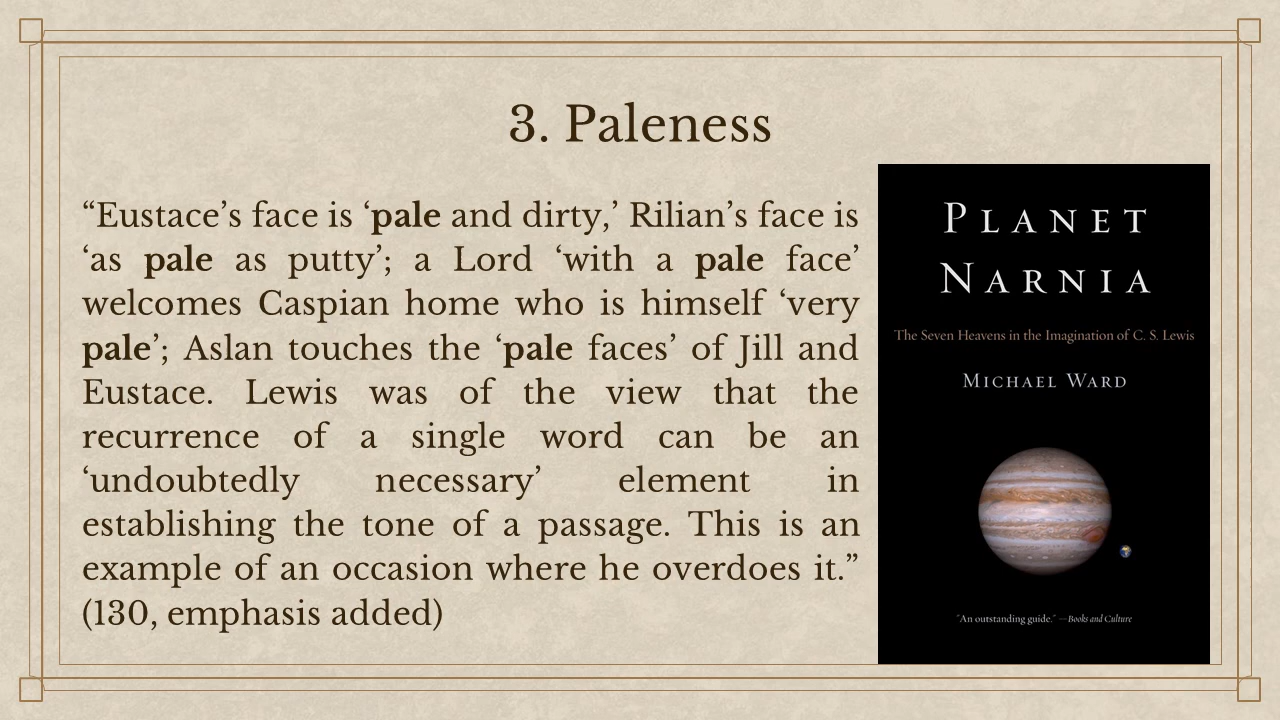 3. Paleness
“Eustace’s face is ‘pale and dirty,’ Rilian’s face is
‘as pale as putty’; a Lord ‘with a pale face’
welcomes Caspian home who is himself ‘very
pale’; Aslan touches the ‘pale faces’ of Jill and
Eustace. Lewis was of the view that the
recurrence of a single word can be an
‘undoubtedly necessary’ element in
establishing the tone of a passage. This is an
example of an occasion where he overdoes it.”
(130, emphasis added)
PLANET
NARNIA
The Seven Heavens in the Imagination of C. S. Lewis
MICHAEL WARD
"An outstanding guide." —Books and Culture